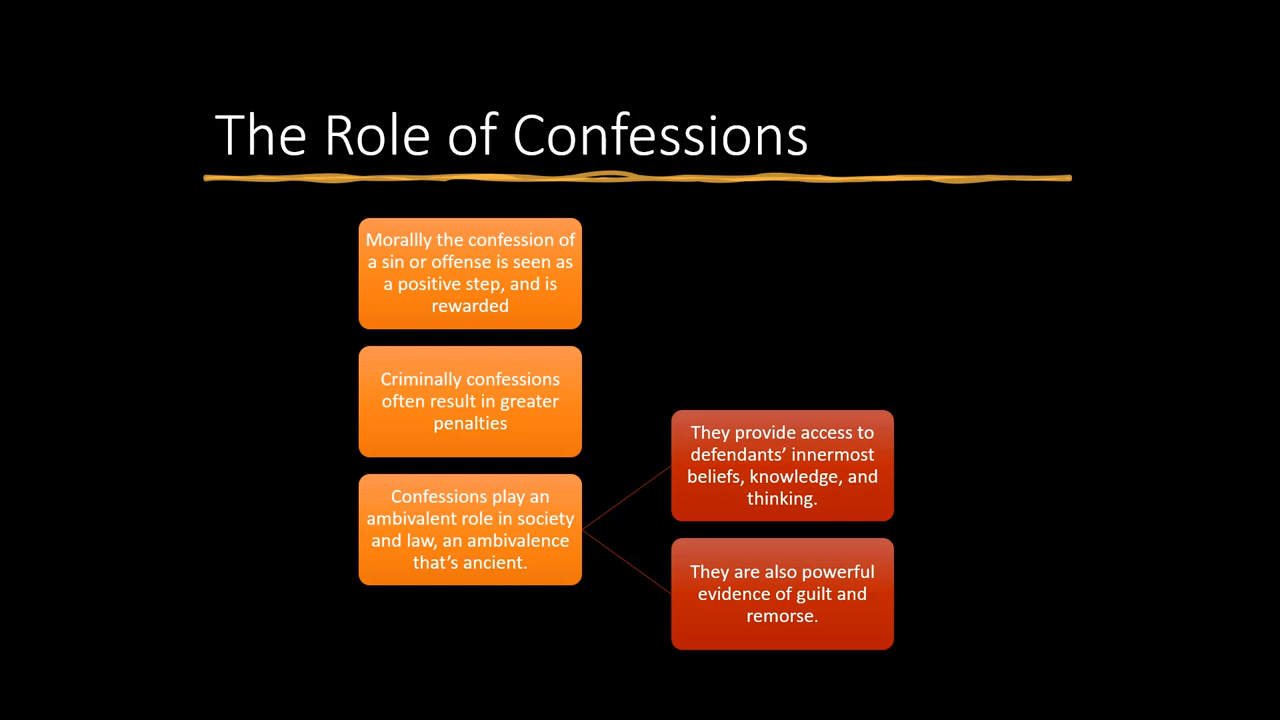 The Role of Confessions
Morallly the confession of
a sin or offense is seen as
a positive step, and is
rewarded
Criminally confessions
often result in greater
penalties
Confessions play an
ambivalent role in society
and law, an ambivalence
that’s ancient.
They provide access to
defendants’ innermost
beliefs, knowledge, and
thinking.
They are also powerful
evidence of guilt and
remorse.